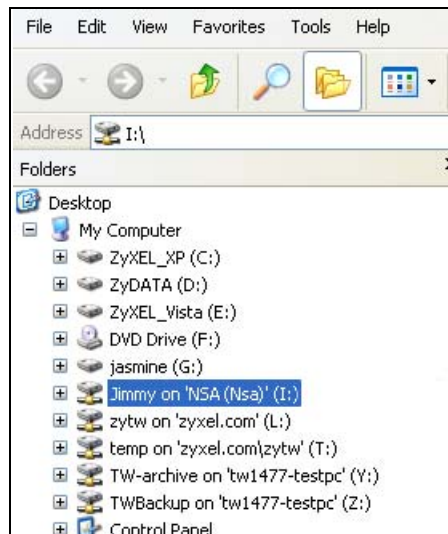 File Edit View Favorites Tools Help
Address I:\
Folders
Desktop
My Computer
ZyXEL_XP (C:)
ZyDATA (D:)
ZyXEL_Vista (E:)
DVD Drive (F:)
jasmine (G:)
Jimmy on 'NSA (Nsa)' (I:)
zytw on 'zyxel.com' (L:)
temp on 'zyxel.com\zytw' (T:)
TW-archive on 'tw1477-testpc' (Y:)
TWBackup on 'tw1477-testpc' (Z:)
Control Panel